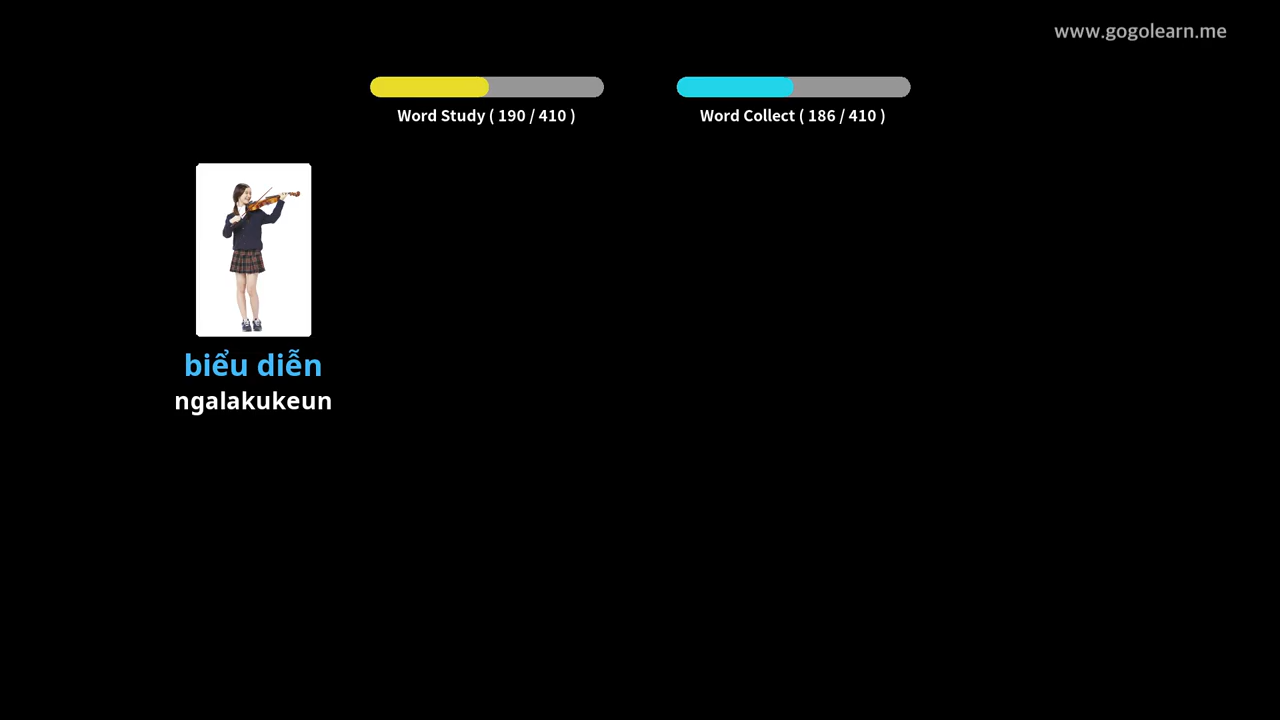 www.gogolearn.me
Word Study ( 190 / 410 )
Word Collect ( 186 / 410 )
biểu diễn
ngalakukeun